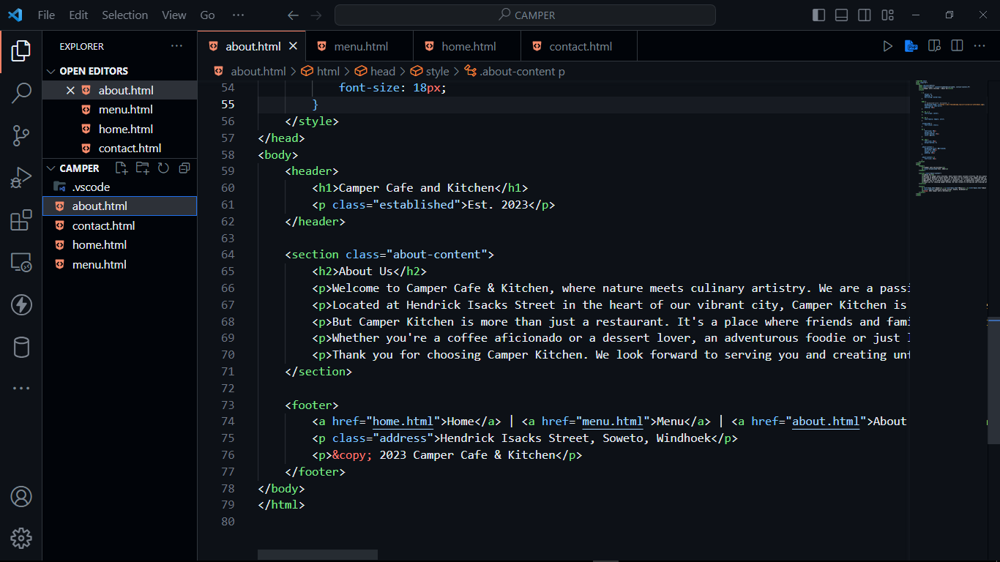 File Edit Selection View Go ··· CAMPER
EXPLORER ···
about.html menu.html home.html contact.html
OPEN EDITORS
about.html > html > head > style > .about-content p
about.html
menu.html
home.html
contact.html
CAMPER
.vscode
about.html
contact.html
home.html
menu.html
54 font-size: 18px;
55 }
56 </style>
57 </head>
58 <body>
59 <header>
60 <h1>Camper Cafe and Kitchen</h1>
61 <p class="established">Est. 2023</p>
62 </header>
63
64 <section class="about-content">
65 <h2>About Us</h2>
66 <p>Welcome to Camper Cafe & Kitchen, where nature meets culinary artistry. We are a passi
67 <p>Located at Hendrick Isacks Street in the heart of our vibrant city, Camper Kitchen is
68 <p>But Camper Kitchen is more than just a restaurant. It's a place where friends and fami
69 <p>Whether you're a coffee aficionado or a dessert lover, an adventurous foodie or just l
70 <p>Thank you for choosing Camper Kitchen. We look forward to serving you and creating unf
71 </section>
72
73 <footer>
74 <a href="home.html">Home</a> | <a href="menu.html">Menu</a> | <a href="about.html">About
75 <p class="address">Hendrick Isacks Street, Soweto, Windhoek</p>
76 <p>&copy; 2023 Camper Cafe & Kitchen</p>
77 </footer>
78 </body>
79 </html>
80